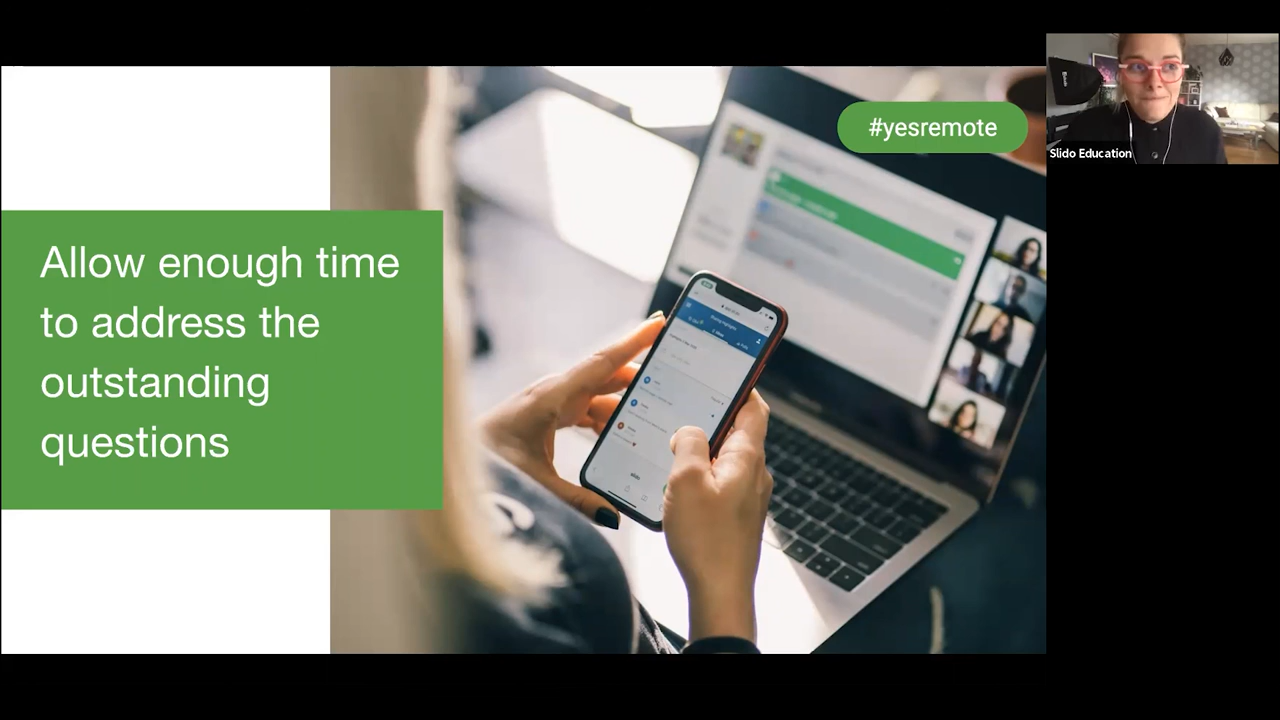 #yesremote
Slido Education
Allow enough time
to address the
outstanding
questions